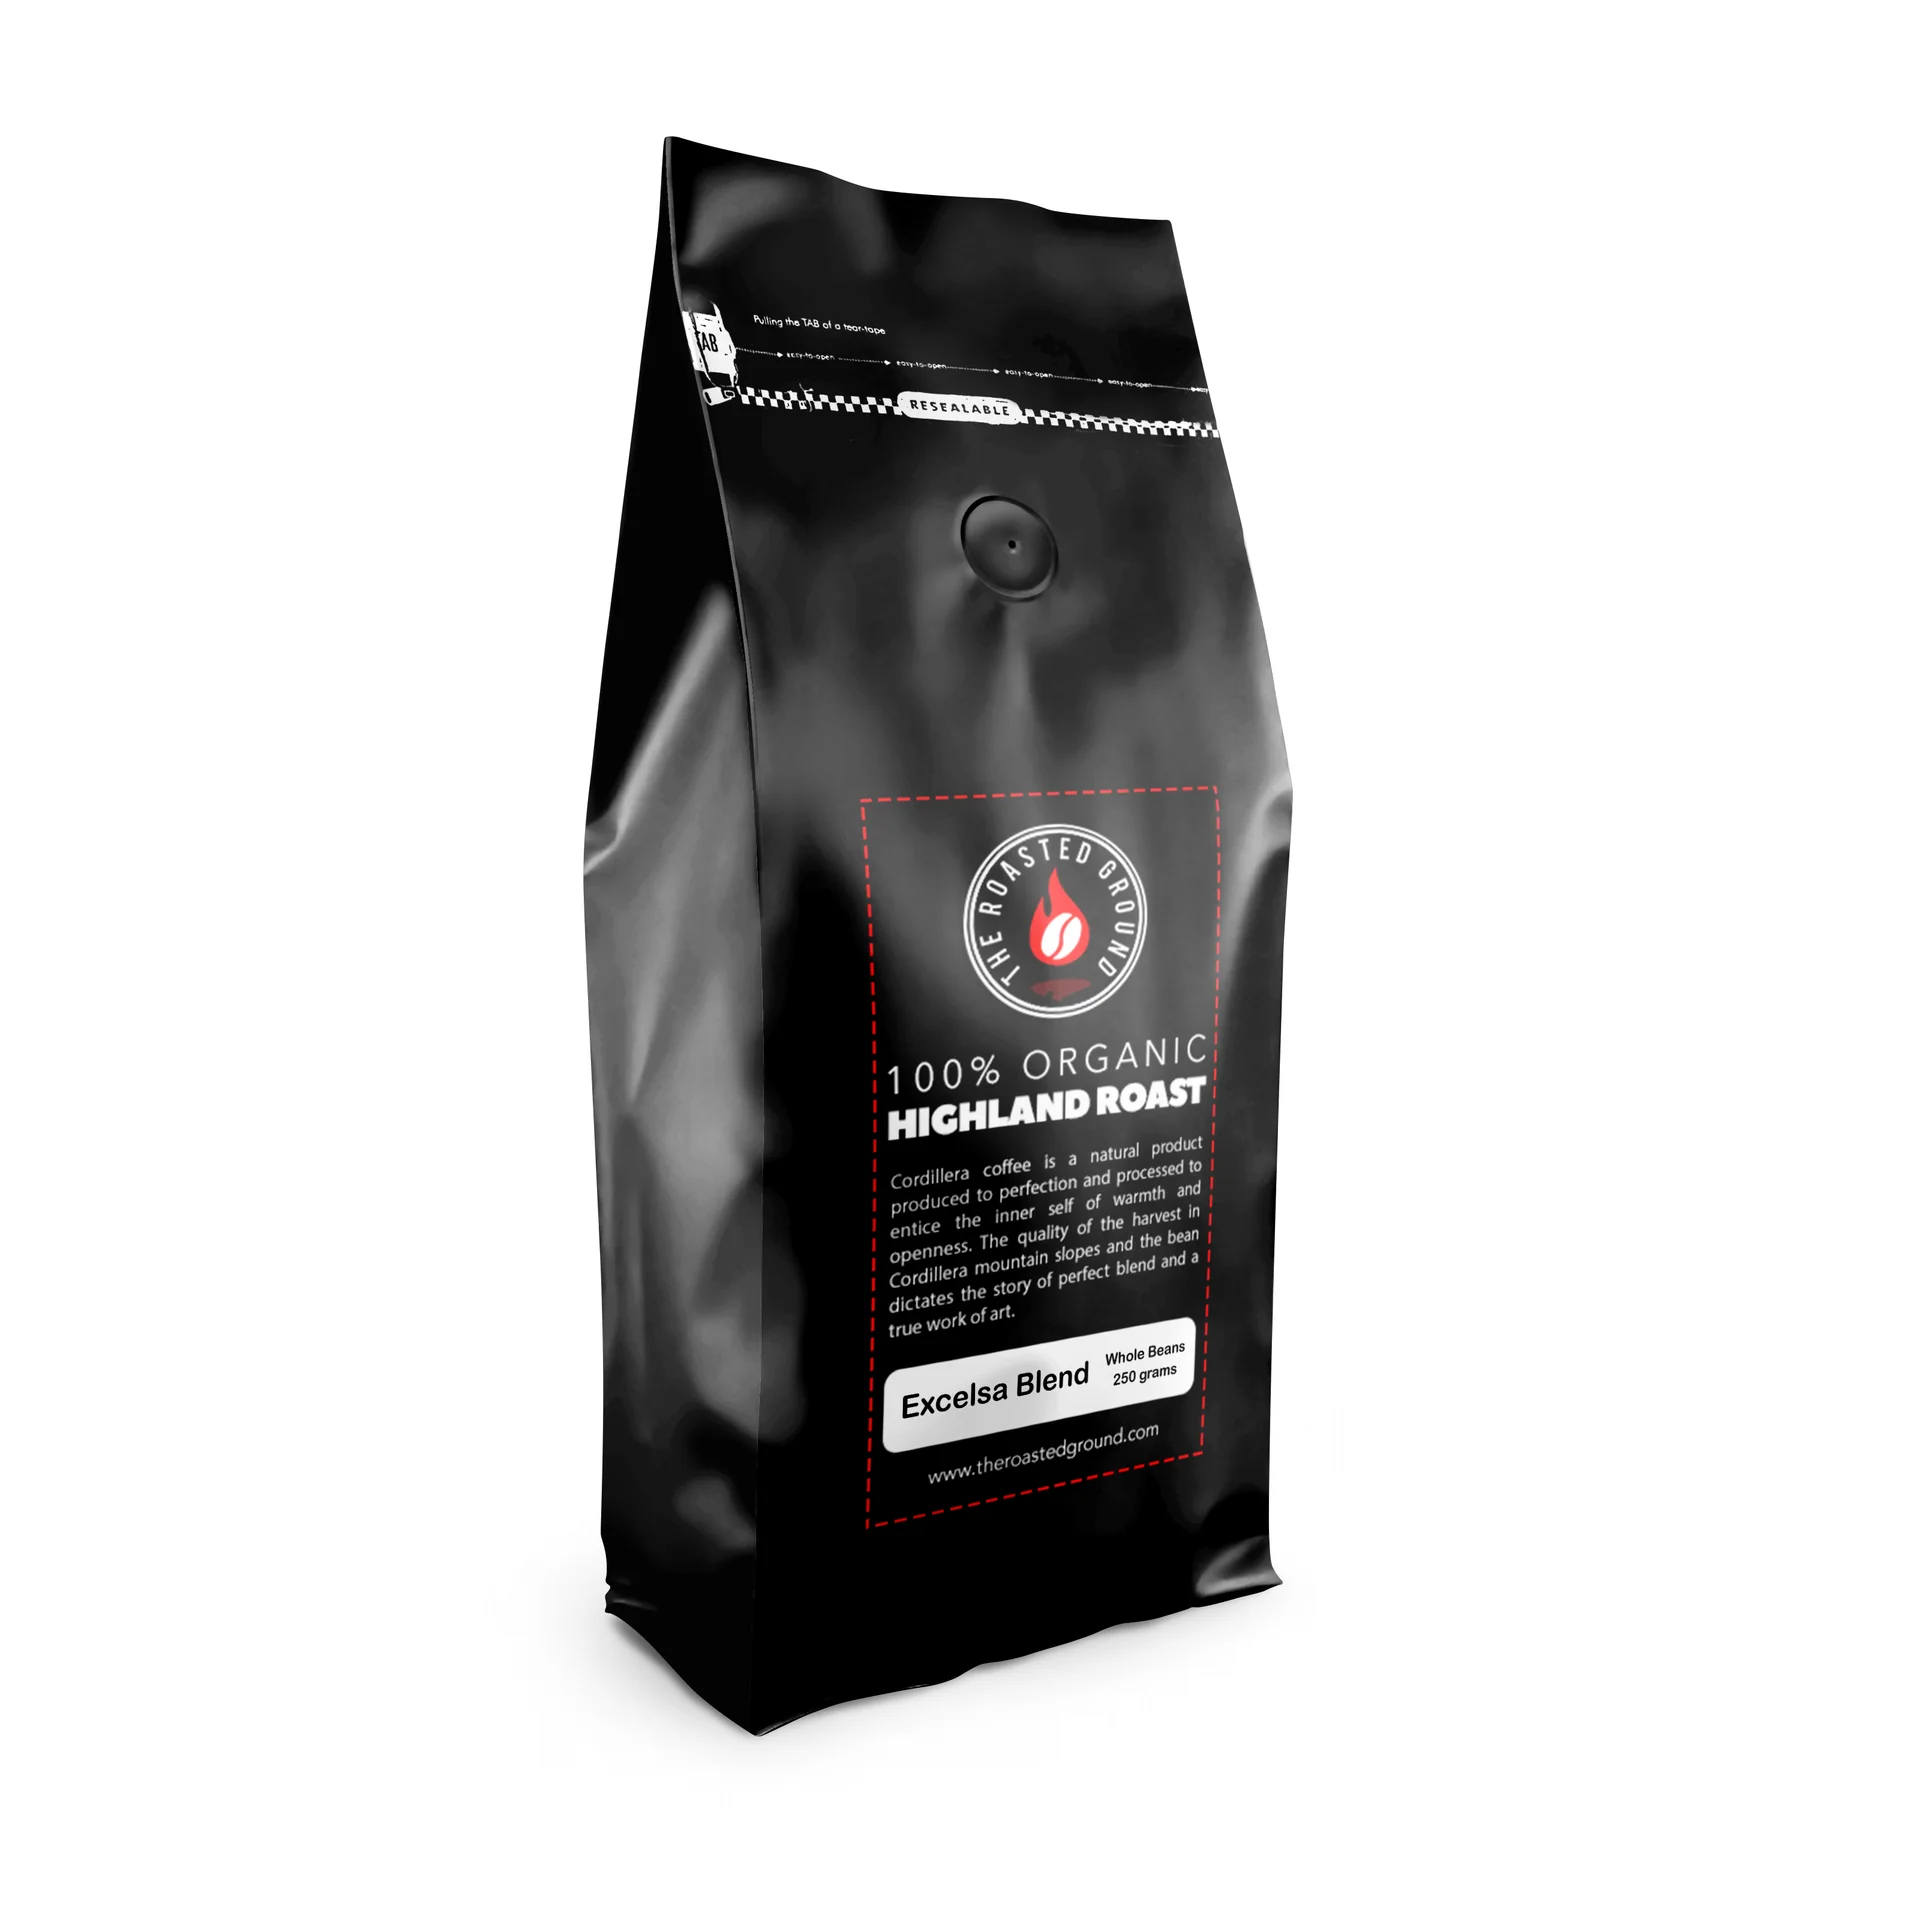 Pulling the TAB of a tear-tape
TAB
easy-to-open easy-to-open easy-to-open easy-to-open easy
RESEALABLE
THE ROASTED GROUND
100% ORGANIC
HIGHLAND ROAST
Cordillera coffee is a natural product
produced to perfection and processed to
entice the inner self of warmth and
openness. The quality of the harvest in
Cordillera mountain slopes and the bean
dictates the story of perfect blend and a
true work of art.
Excelsa Blend
Whole Beans
250 grams
www.theroastedground.com